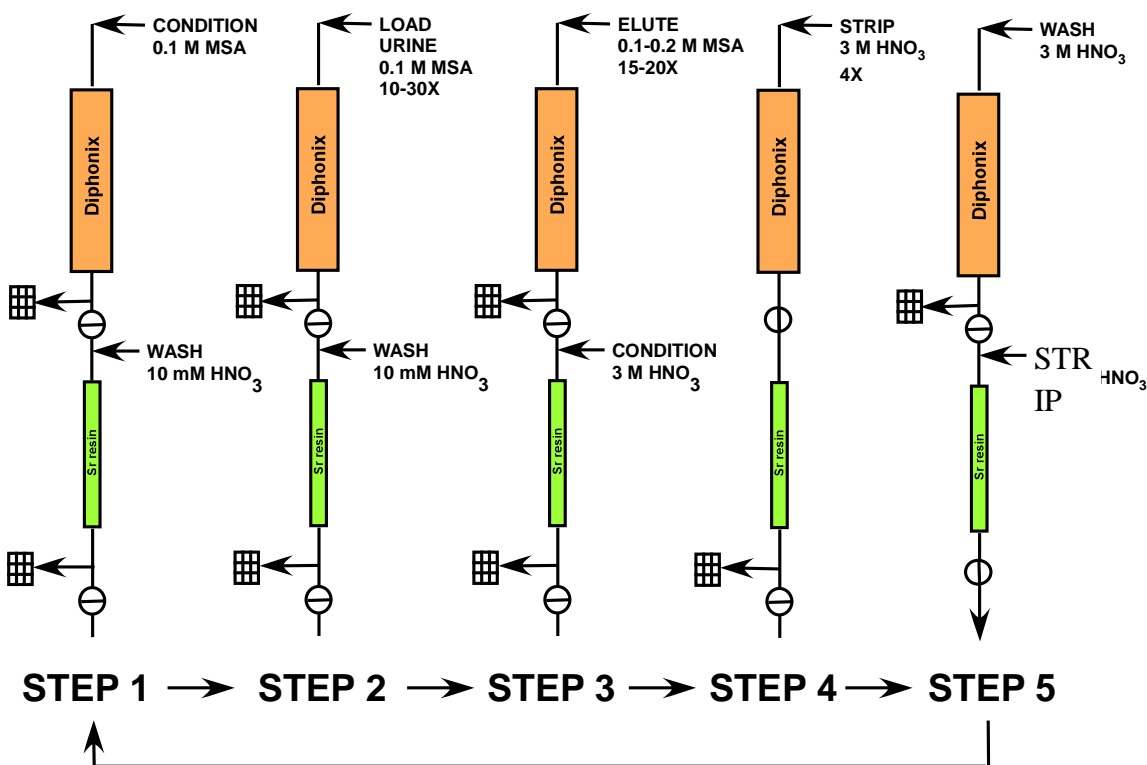 CONDITION
0.1 M MSA
LOAD
URINE
0.1 M MSA
10-30X
ELUTE
0.1-0.2 M MSA
15-20X
STRIP
3 M HNO3
4X
WASH
3 M HNO3
Diphonix
Diphonix
Diphonix
Diphonix
Diphonix
WASH
10 mM HNO3
WASH
10 mM HNO3
CONDITION
3 M HNO3
STR
IP
HNO3
Sr resin
Sr resin
Sr resin
Sr resin
Sr resin
STEP 1
STEP 2
STEP 3
STEP 4
STEP 5